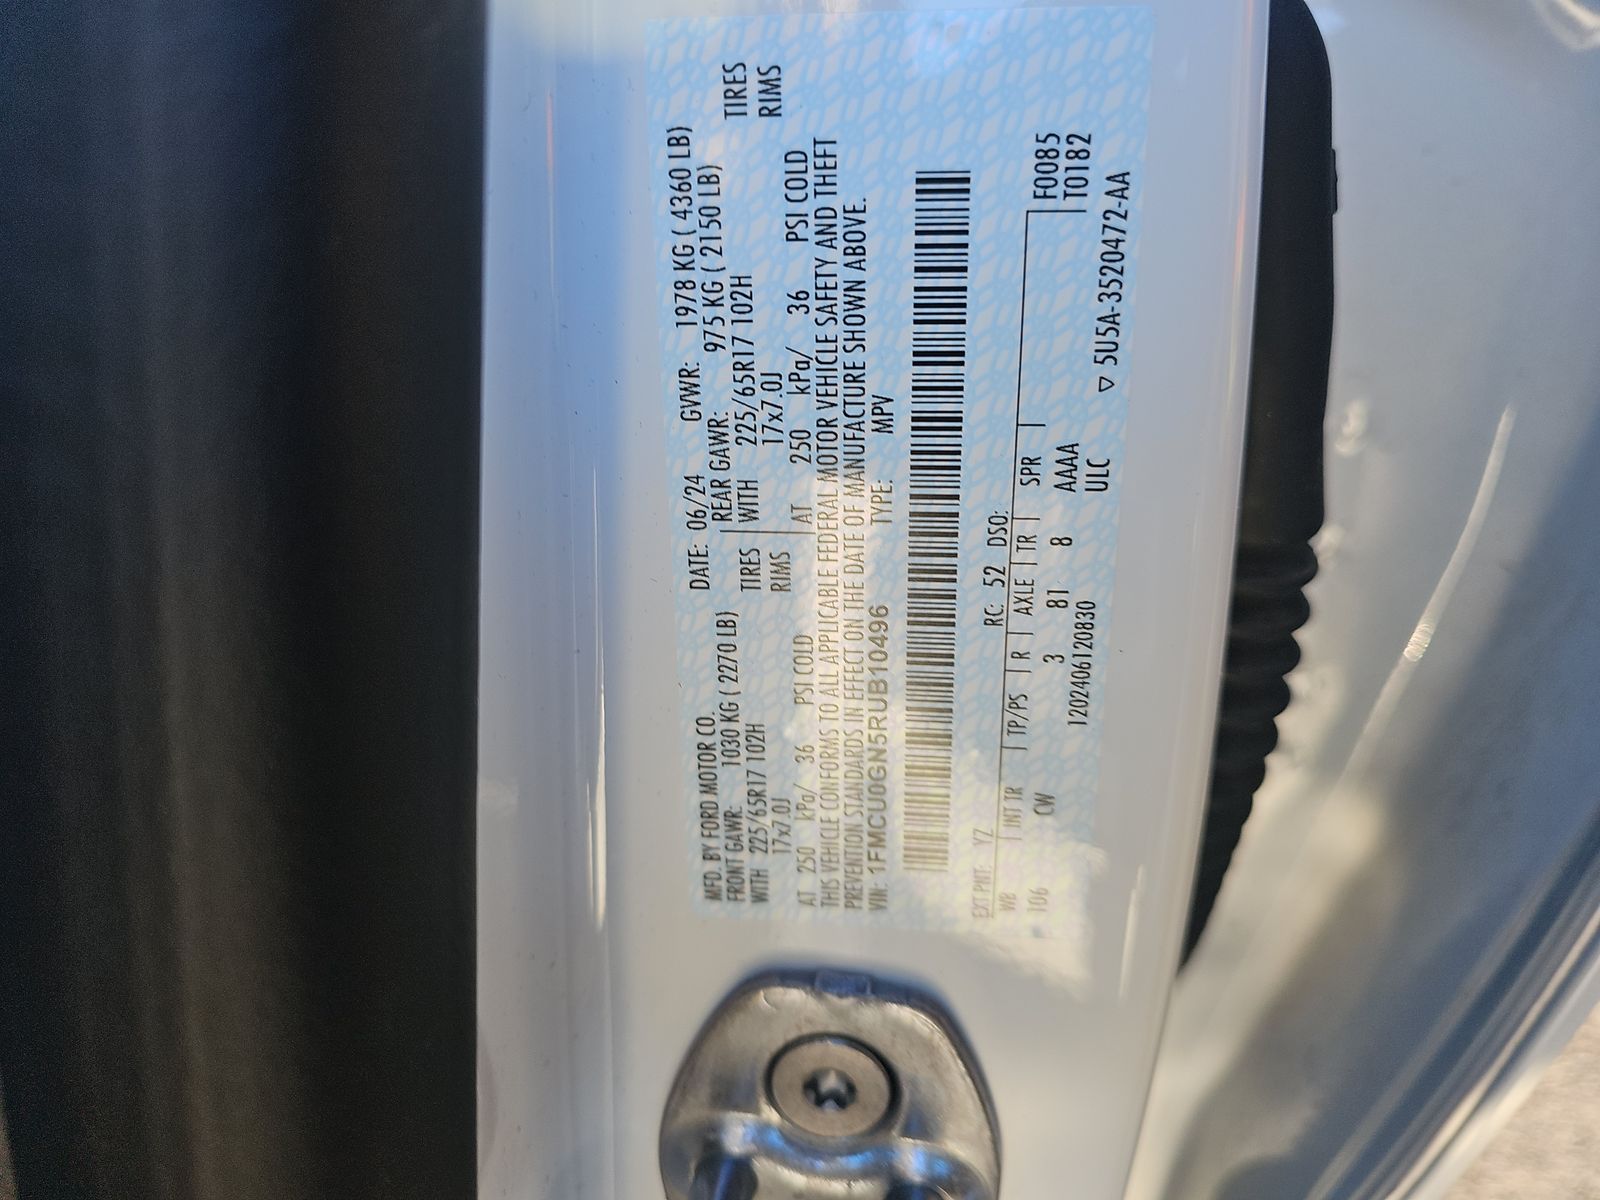 MFD. BY FORD MOTOR CO.
DATE: 06/24 GVWR: 1978 KG ( 4360 LB)
FRONT GAWR: 1030 KG ( 2270 LB) REAR GAWR: 975 KG ( 2150 LB)
WITH 225/65R17 102H TIRES WITH 225/65R17 102H TIRES
17x7.0J RIMS 17x7.0J RIMS
AT 250 kPa/ 36 PSI COLD AT 250 kPa/ 36 PSI COLD
THIS VEHICLE CONFORMS TO ALL APPLICABLE FEDERAL MOTOR VEHICLE SAFETY AND THEFT
PREVENTION STANDARDS IN EFFECT ON THE DATE OF MANUFACTURE SHOWN ABOVE.
VIN: 1FMCU0GN5RUB10496 TYPE: MPV
EXT PNT: YZ RC: 52 DSO:
WB INT TR TP/PS R AXLE TR SPR
F0085
106 CW 3 81 8 AAAA
T0182
120240612083​0 ULC
▽ 5U5A-3520472-AA